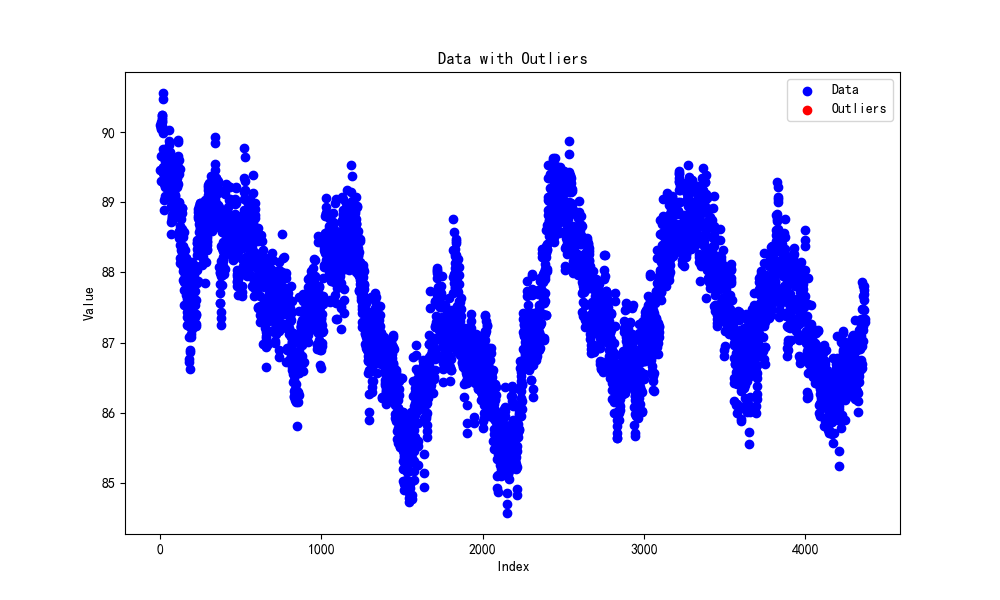 Data with Outliers
Data
Outliers
Value
90
89
88
87
86
85
0
1000
2000
3000
4000
Index